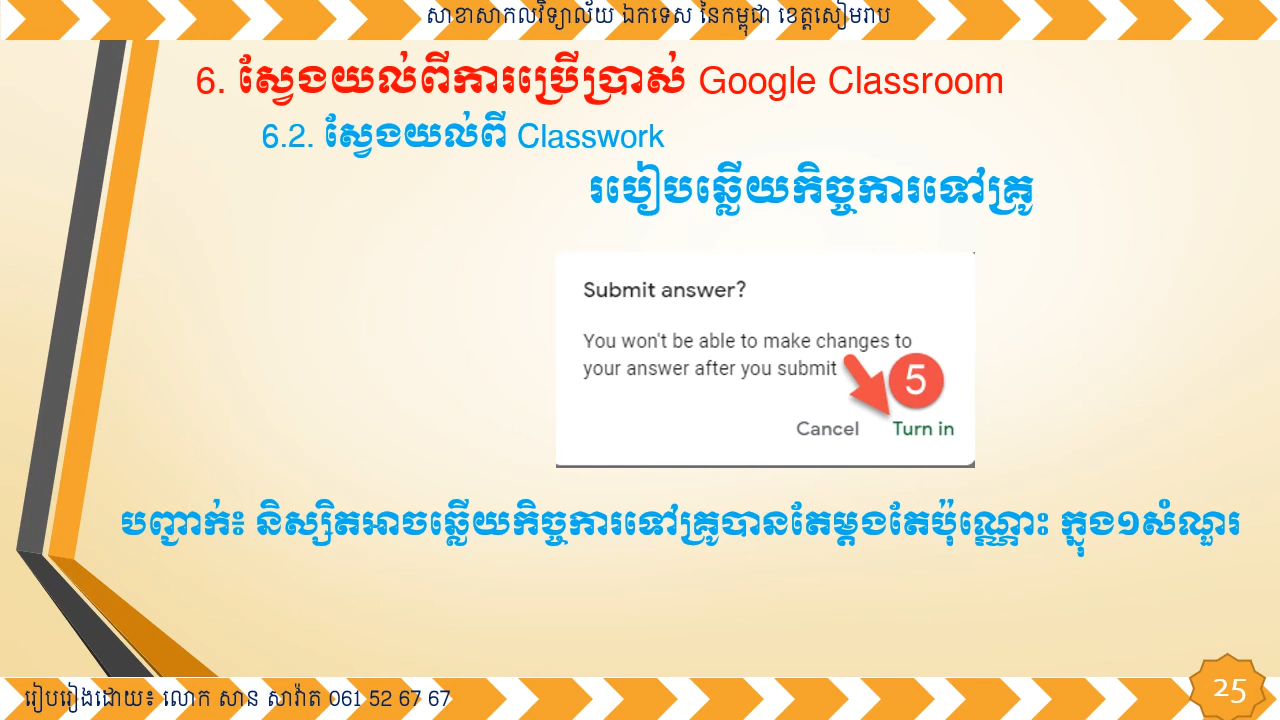 សាខាសាកលវិទ្យាល័យ ឯកទេស នៃកម្ពុជា ខេត្តសៀមរាប
6. ស្វែងយល់ពីការប្រើប្រាស់ Google Classroom
6.2. ស្វែងយល់ពី Classwork
របៀបឆ្លើយកិច្ចការទៅគ្រូ
Submit answer?
You won't be able to make changes to
your answer after you submit
5
Cancel Turn in
បញ្ជាក់៖ និស្សិតអាចឆ្លើយកិច្ចការទៅគ្រូបានតែម្ដងតែប៉ុណ្ណោះ ក្នុង១សំណួរ
រៀបរៀងដោយ៖ លោក សាន សាវ៉ាត 061 52 67 67
25